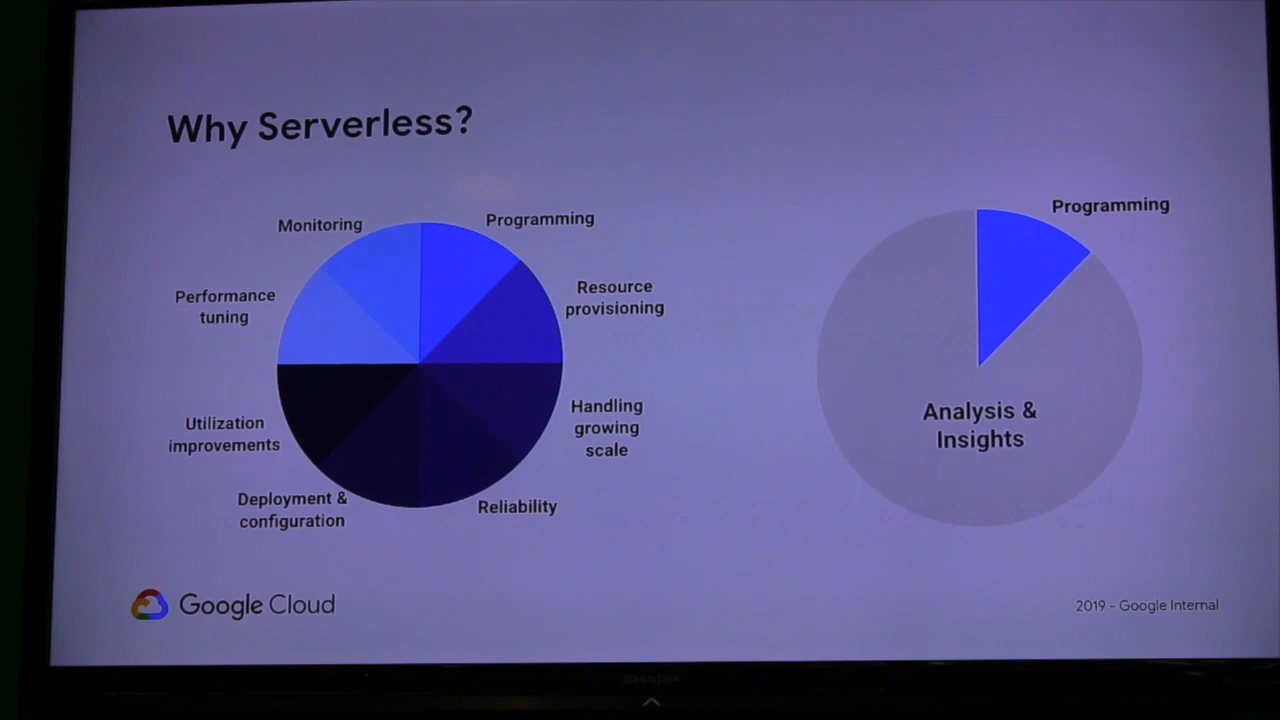 Why Serverless?
Monitoring
Programming
Performance
tuning
Resource
provisioning
Utilization
improvements
Handling
growing
scale
Deployment &
configuration
Reliability
Programming
Analysis &
Insights
Google Cloud
2019 - Google Internal
SHARP